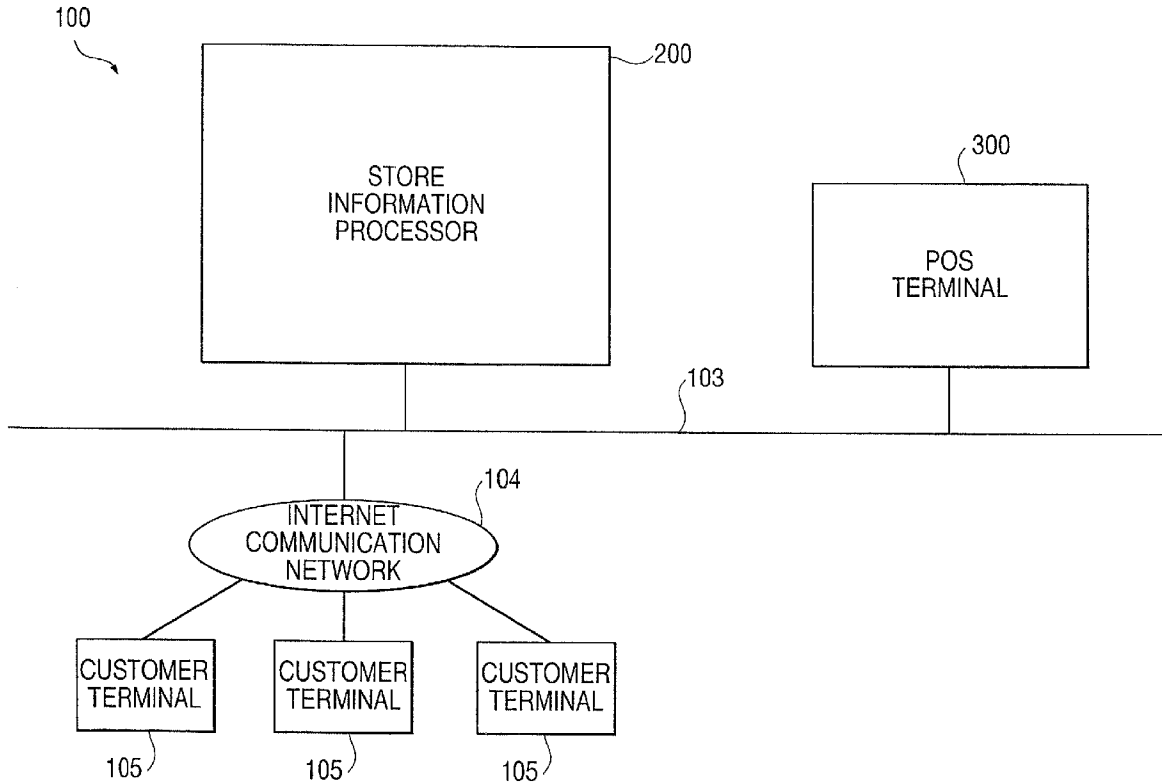 100
200
STORE
INFORMATION
PROCESSOR
300
POS
TERMINAL
103
104
INTERNET
COMMUNICATION
NETWORK
CUSTOMER
TERMINAL
CUSTOMER
TERMINAL
CUSTOMER
TERMINAL
105
105
105